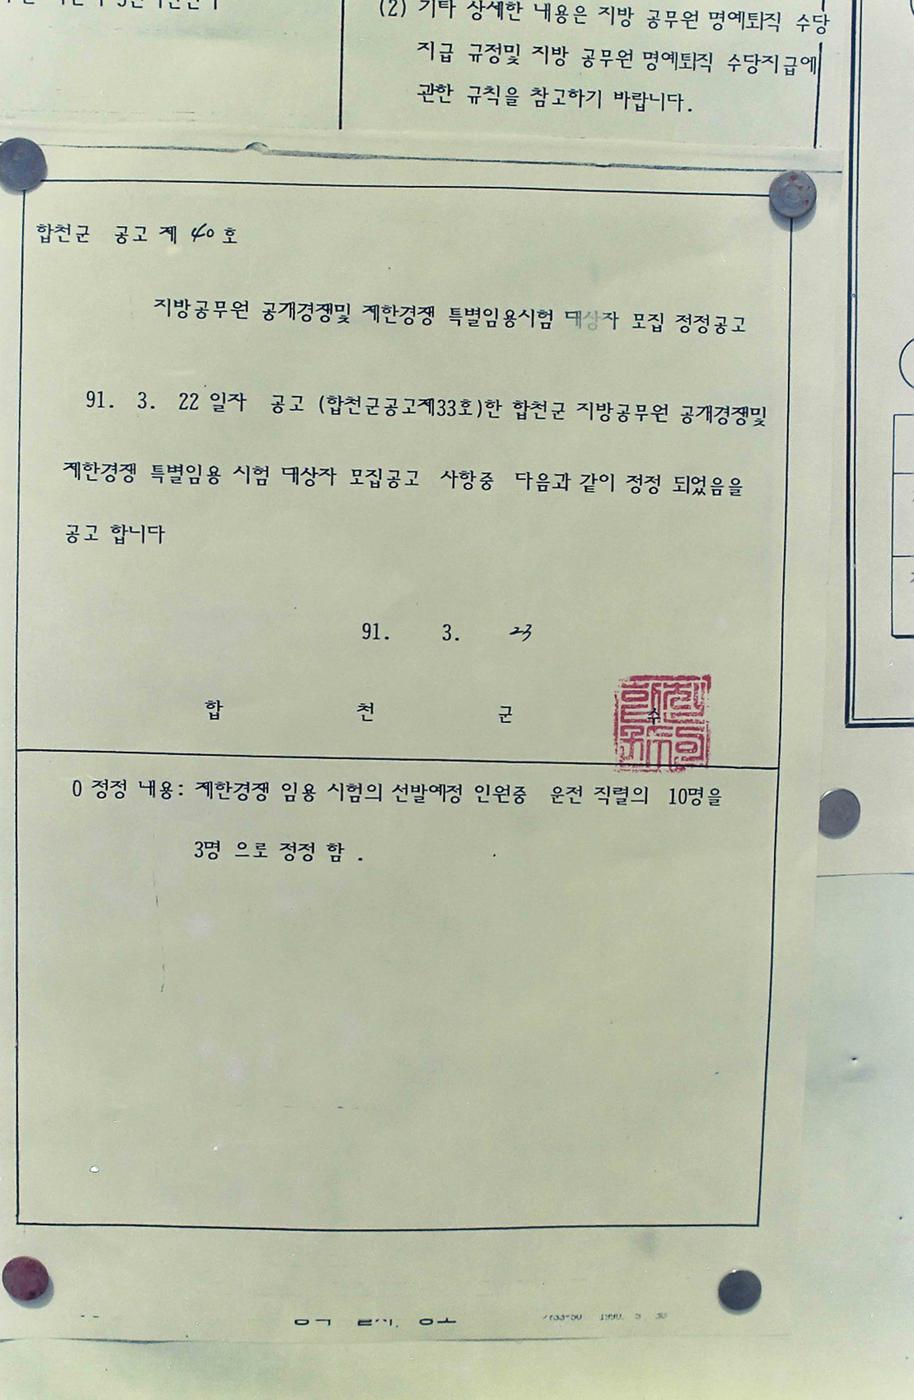 (2) 기타 상세한 내용은 지방 공무원 명예퇴직 수당
지급 규정및 지방 공무원 명예퇴직 수당지급에
관한 규칙을 참고하기 바랍니다.
합천군 공고 제 40 호
지방공무원 공개경쟁및 제한경쟁 특별임용시험 대상자 모집 정정공고
91. 3. 22 일자 공고 (합천군공고제33호)한 합천군 지방공무원 공개경쟁및
제한경쟁 특별임용 시험 대상자 모집공고 사항중 다음과 같이 정정 되었음을
공고 합니다
91. 3. 23
합 천 군 수
0 정정 내용: 제한경쟁 임용 시험의 선발예정 인원중 운전 직렬의 10명을
3명 으로 정정 함 .